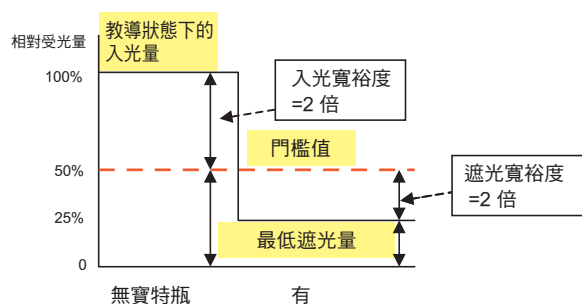 相對受光量
教導狀態下的
入光量
100%
入光寬裕度
=2 倍
門檻值
50%
遮光寬裕度
=2 倍
25%
最低遮光量
0
無寶特瓶
有